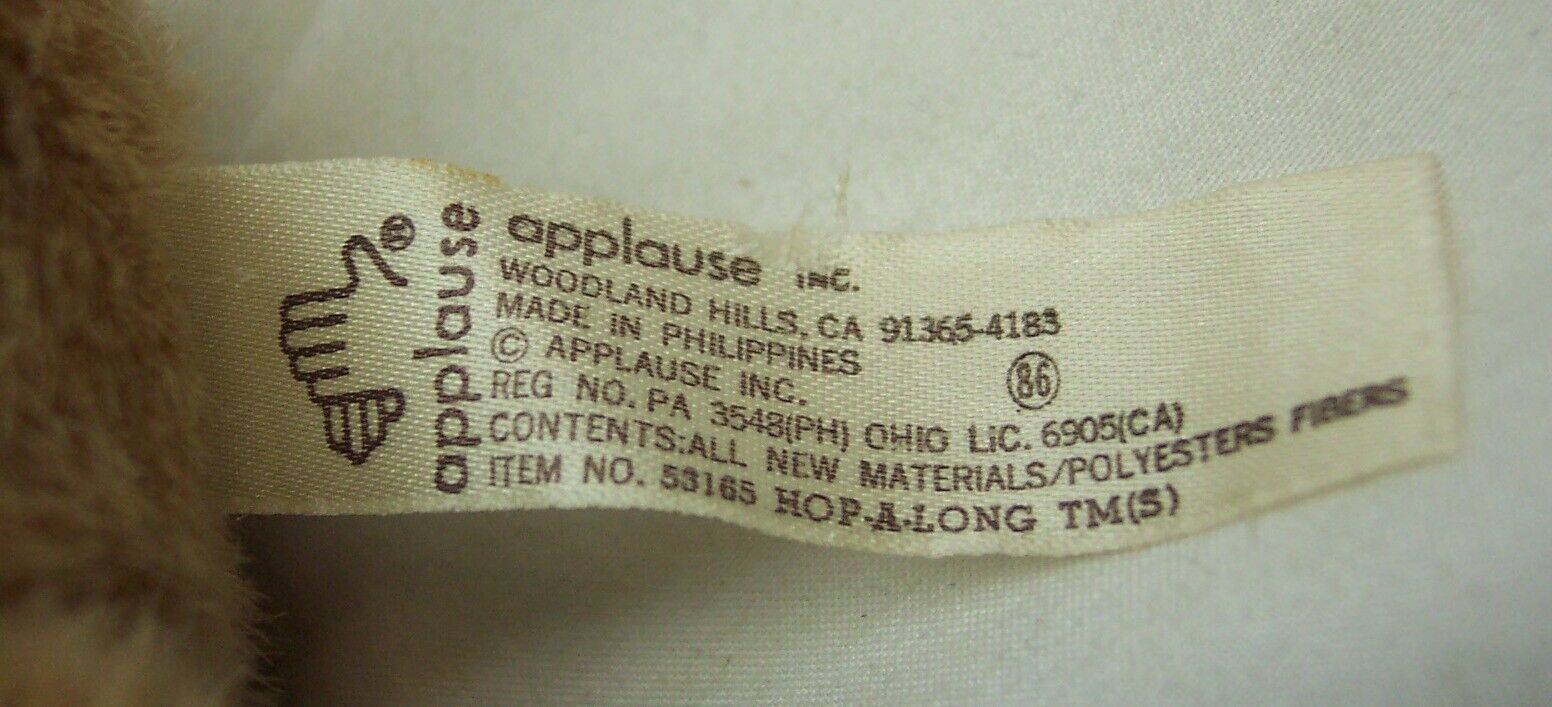 applause ®
applause INC.
WOODLAND HILLS, CA 91365-4183
MADE IN PHILIPPINES
© APPLAUSE INC. 86
REG NO. PA 3548(PH) OHIO LIC. 6905(CA)
CONTENTS:ALL NEW MATERIALS/POLYESTERS FIBERS
ITEM NO. 53165 HOP-A-LONG TM(S)